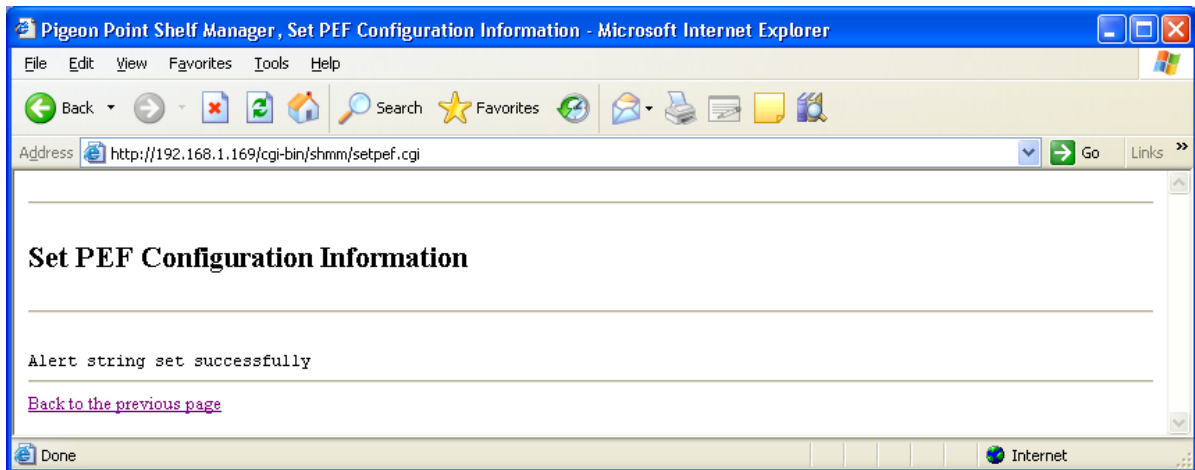 Pigeon Point Shelf Manager, Set PEF Configuration Information - Microsoft Internet Explorer
File Edit View Favorites Tools Help
Back Search Favorites
Address http://192.168.1.169/cgi-bin/shmm/setpef.cgi Go Links »
Set PEF Configuration Information
Alert string set successfully
Back to the previous page
Done Internet